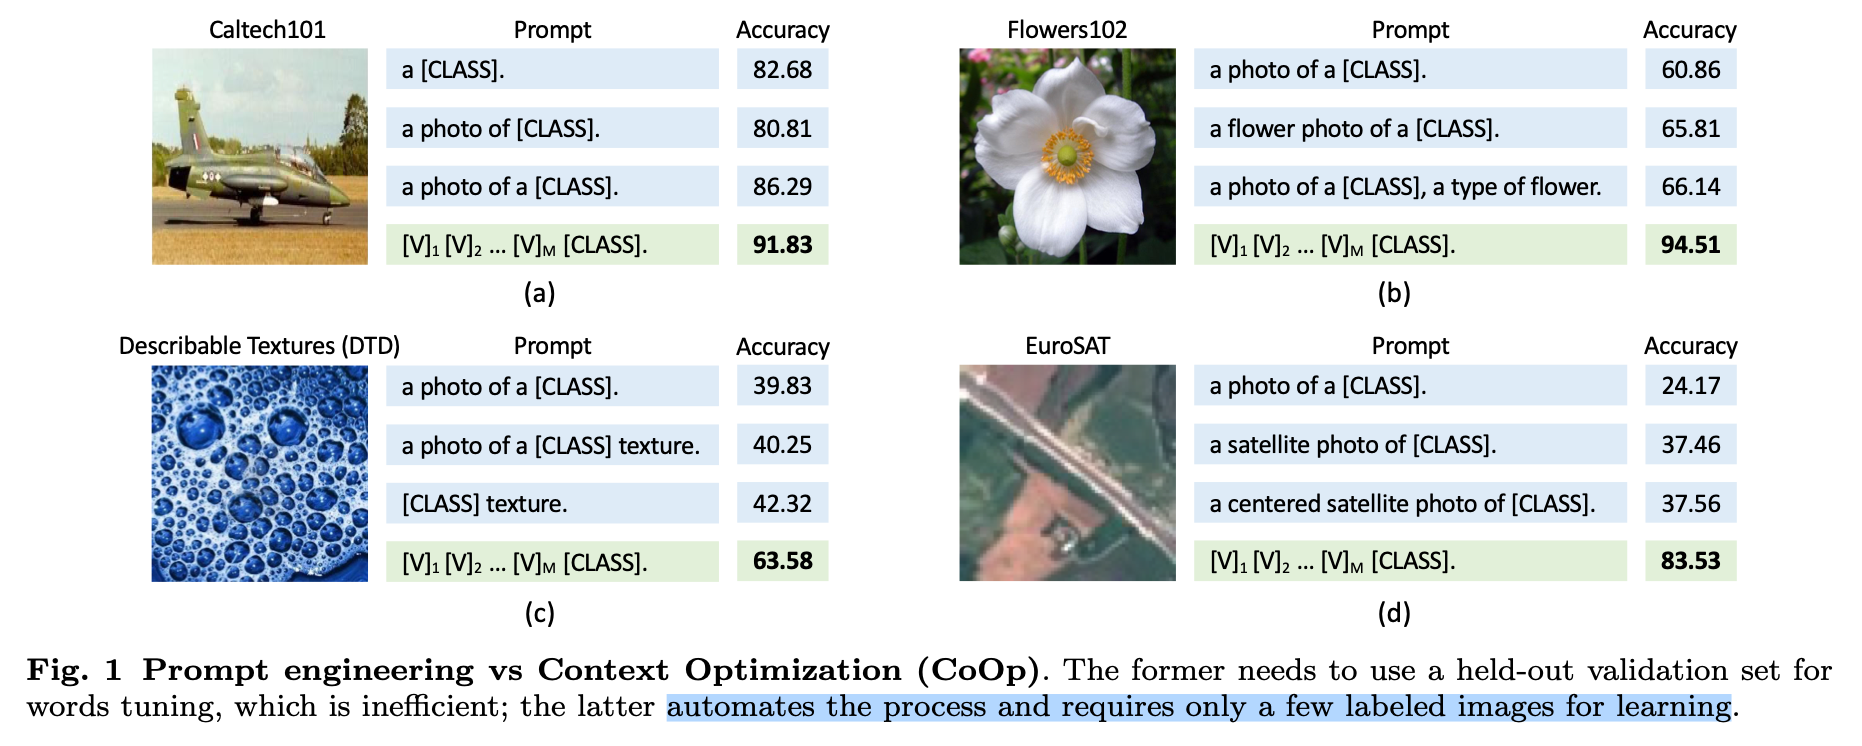 Caltech101 Prompt Accuracy
a [CLASS]. 82.68
a photo of [CLASS]. 80.81
a photo of a [CLASS]. 86.29
[V]₁ [V]₂ ... [V]ₘ [CLASS]. 91.83
(a)
Flowers102 Prompt Accuracy
a photo of a [CLASS]. 60.86
a flower photo of a [CLASS]. 65.81
a photo of a [CLASS], a type of flower. 66.14
[V]₁ [V]₂ ... [V]ₘ [CLASS]. 94.51
(b)
Describable Textures (DTD) Prompt Accuracy
a photo of a [CLASS]. 39.83
a photo of a [CLASS] texture. 40.25
[CLASS] texture. 42.32
[V]₁ [V]₂ ... [V]ₘ [CLASS]. 63.58
(c)
EuroSAT Prompt Accuracy
a photo of a [CLASS]. 24.17
a satellite photo of [CLASS]. 37.46
a centered satellite photo of [CLASS]. 37.56
[V]₁ [V]₂ ... [V]ₘ [CLASS]. 83.53
(d)
Fig. 1 Prompt engineering vs Context Optimization (CoOp). The former needs to use a held-out validation set for
words tuning, which is inefficient; the latter automates the process and requires only a few labeled images for learning.